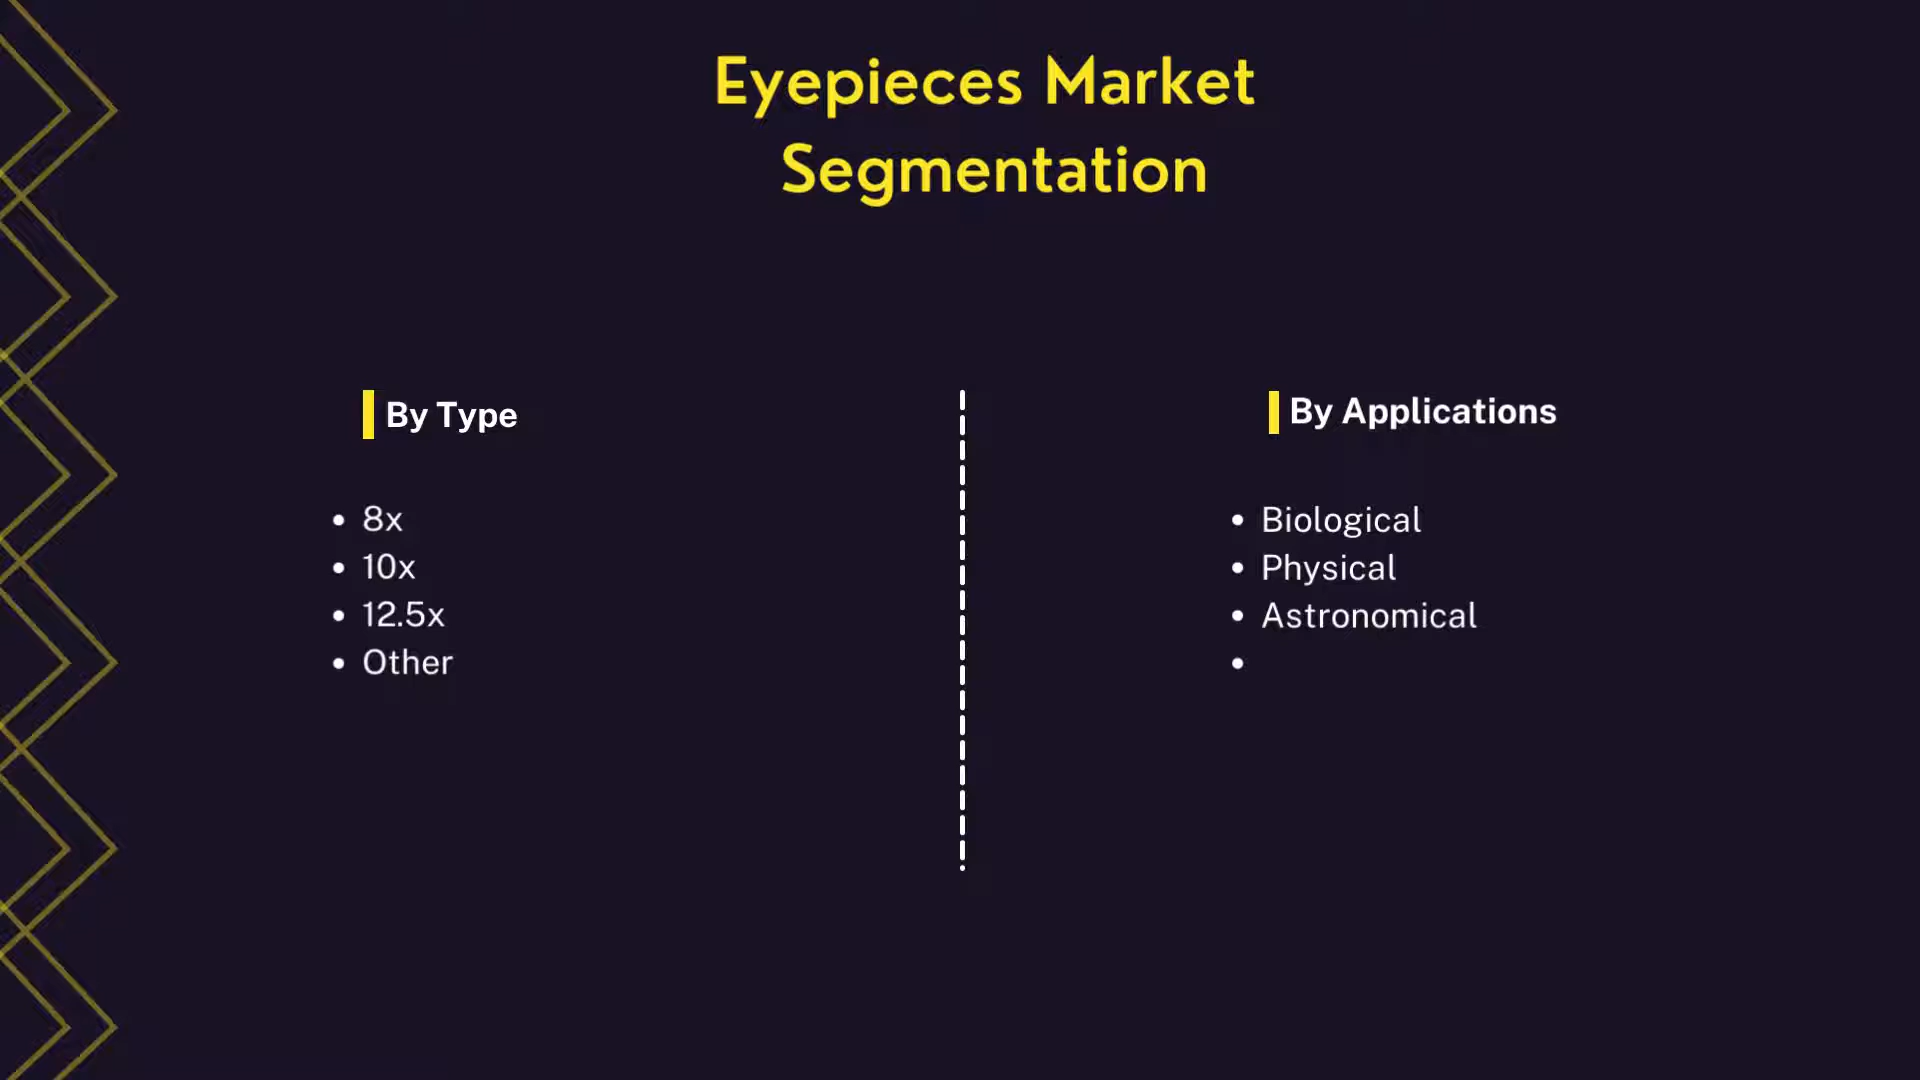 Eyepieces Market
Segmentation
By Type
• 8x
• 10x
• 12.5x
• Other
By Applications
• Biological
• Physical
• Astronomical
•